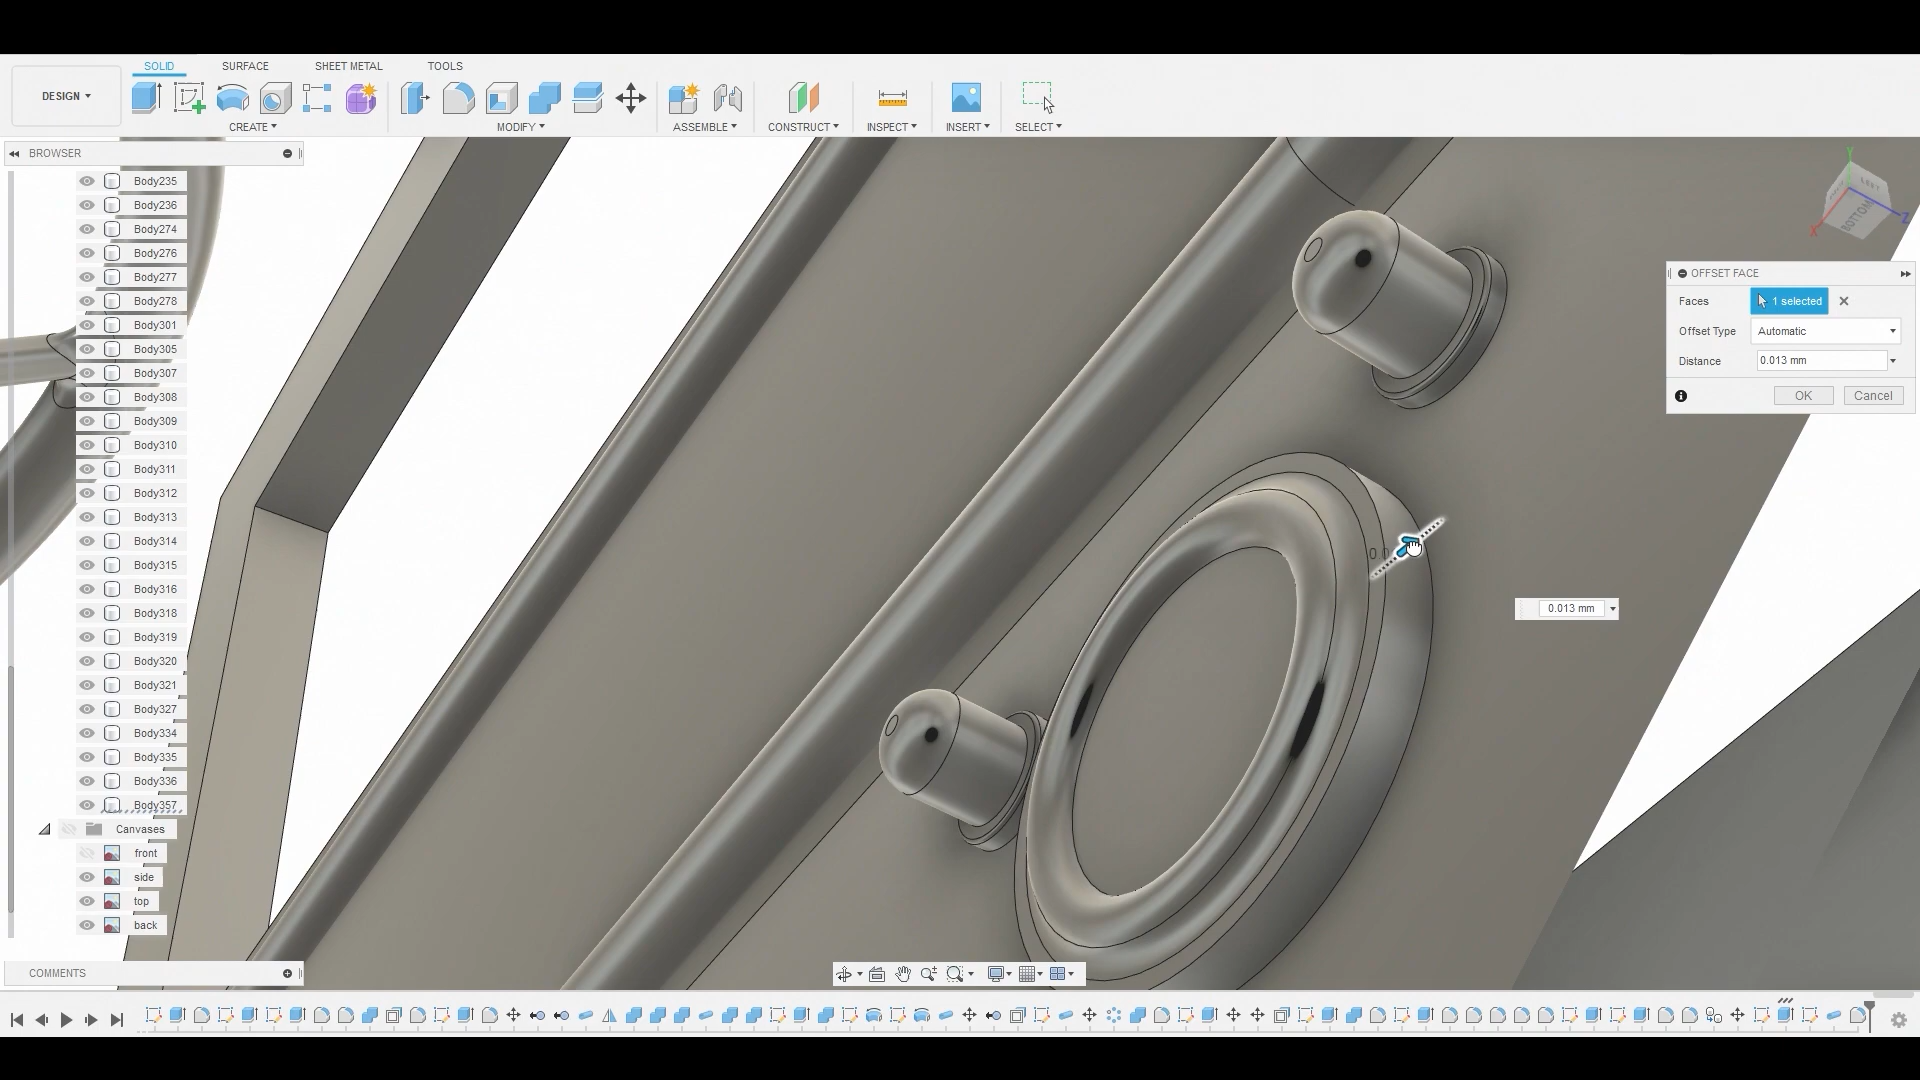 SOLID SURFACE SHEET METAL TOOLS
DESIGN
CREATE MODIFY ASSEMBLE CONSTRUCT INSPECT INSERT SELECT
BROWSER
Body235
Body236
Body274
Body276
Body277
Body278
Body301
Body305
Body307
Body308
Body309
Body310
Body311
Body312
Body313
Body314
Body315
Body316
Body318
Body319
Body320
Body321
Body327
Body334
Body335
Body336
Body357
Canvases
front
side
top
back
COMMENTS
Y
LEFT
BOTTOM
X
Z
OFFSET FACE
Faces 1 selected
Offset Type Automatic
Distance 0.013 mm
OK Cancel
0.013 mm